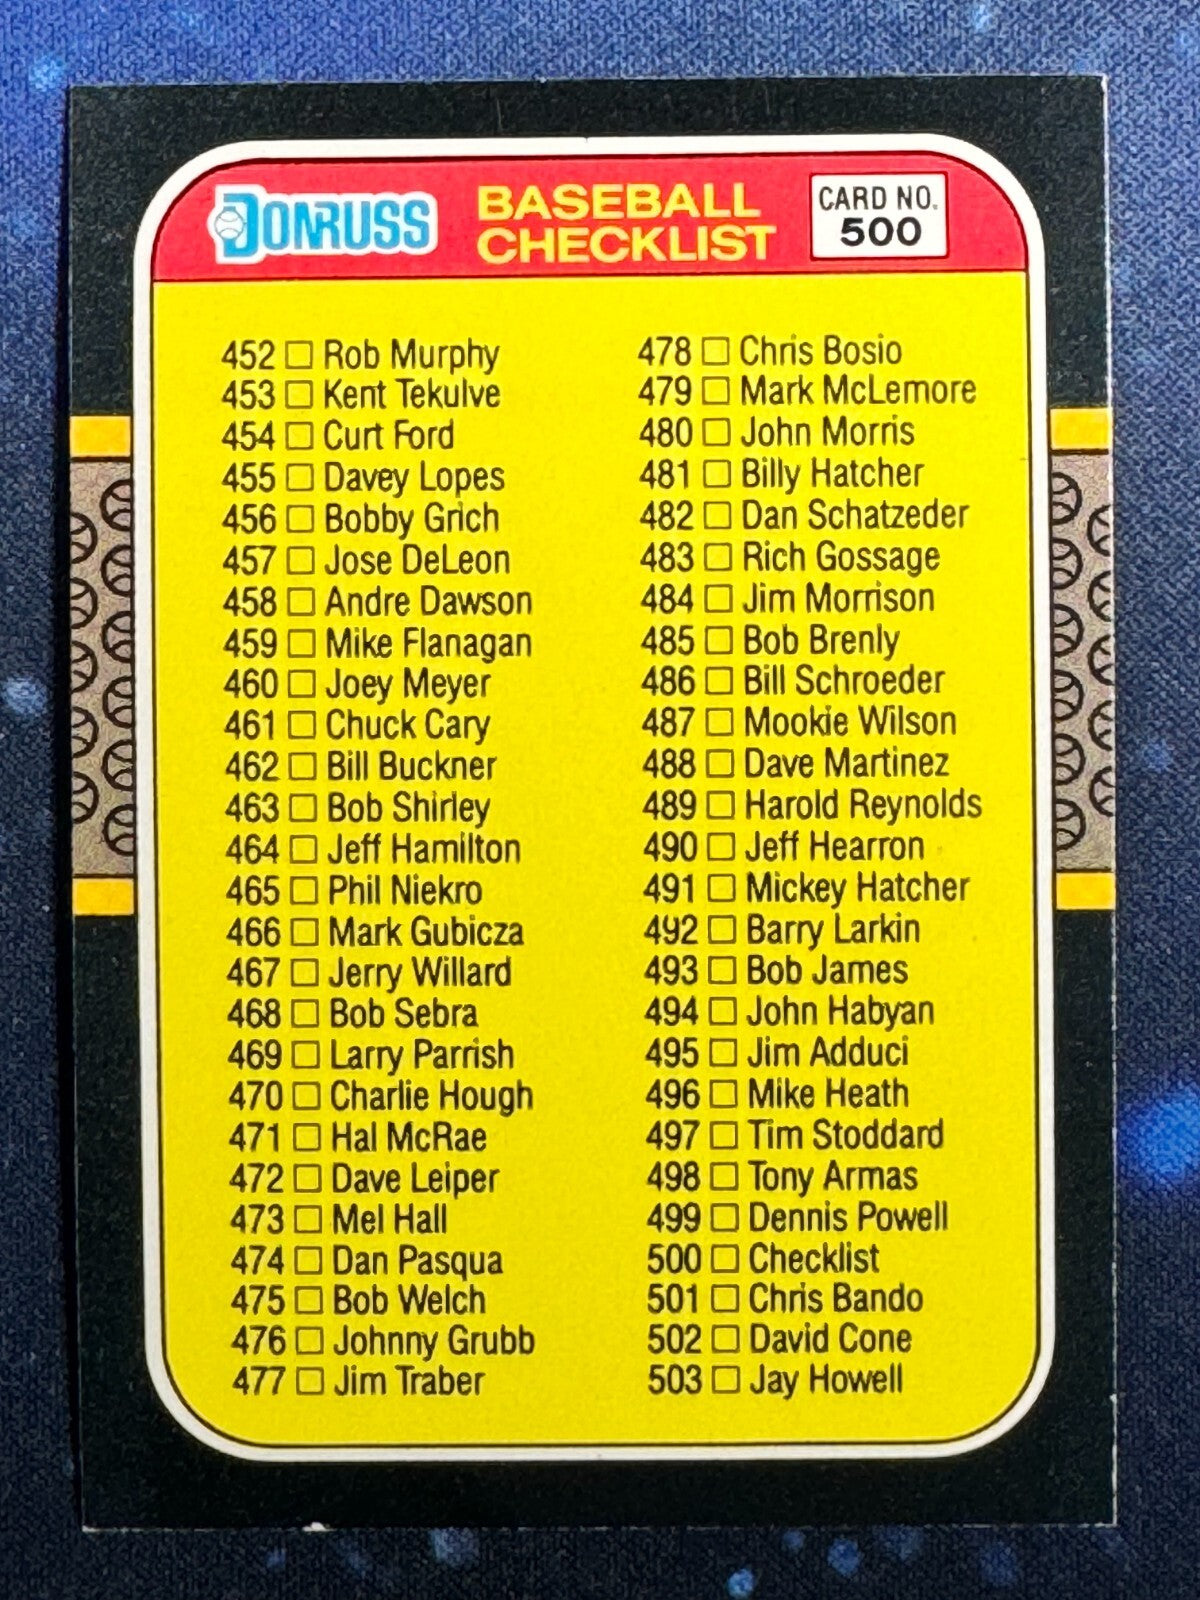 DONRUSS
BASEBALL
CHECKLIST
CARD NO.
500
452 Rob Murphy
453 Kent Tekulve
454 Curt Ford
455 Davey Lopes
456 Bobby Grich
457 Jose DeLeon
458 Andre Dawson
459 Mike Flanagan
460 Joey Meyer
461 Chuck Cary
462 Bill Buckner
463 Bob Shirley
464 Jeff Hamilton
465 Phil Niekro
466 Mark Gubicza
467 Jerry Willard
468 Bob Sebra
469 Larry Parrish
470 Charlie Hough
471 Hal McRae
472 Dave Leiper
473 Mel Hall
474 Dan Pasqua
475 Bob Welch
476 Johnny Grubb
477 Jim Traber
478 Chris Bosio
479 Mark McLemore
480 John Morris
481 Billy Hatcher
482 Dan Schatzeder
483 Rich Gossage
484 Jim Morrison
485 Bob Brenly
486 Bill Schroeder
487 Mookie Wilson
488 Dave Martinez
489 Harold Reynolds
490 Jeff Hearron
491 Mickey Hatcher
492 Barry Larkin
493 Bob James
494 John Habyan
495 Jim Adduci
496 Mike Heath
497 Tim Stoddard
498 Tony Armas
499 Dennis Powell
500 Checklist
501 Chris Bando
502 David Cone
503 Jay Howell